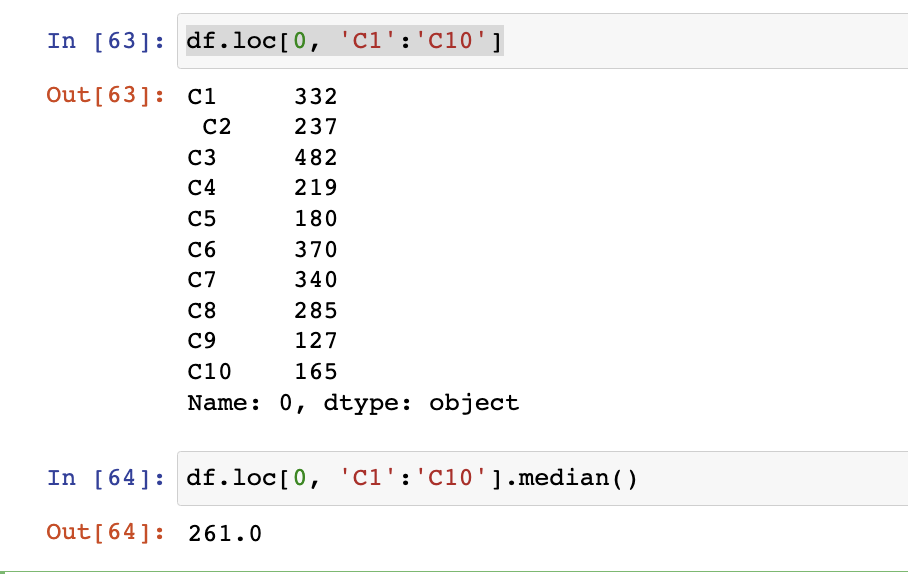 In [63]: df.loc[0, 'C1':'C10']
Out[63]: C1     332
 C2    237
C3     482
C4     219
C5     180
C6     370
C7     340
C8     285
C9     127
C10    165
Name: 0, dtype: object
In [64]: df.loc[0, 'C1':'C10'].median()
Out[64]: 261.0